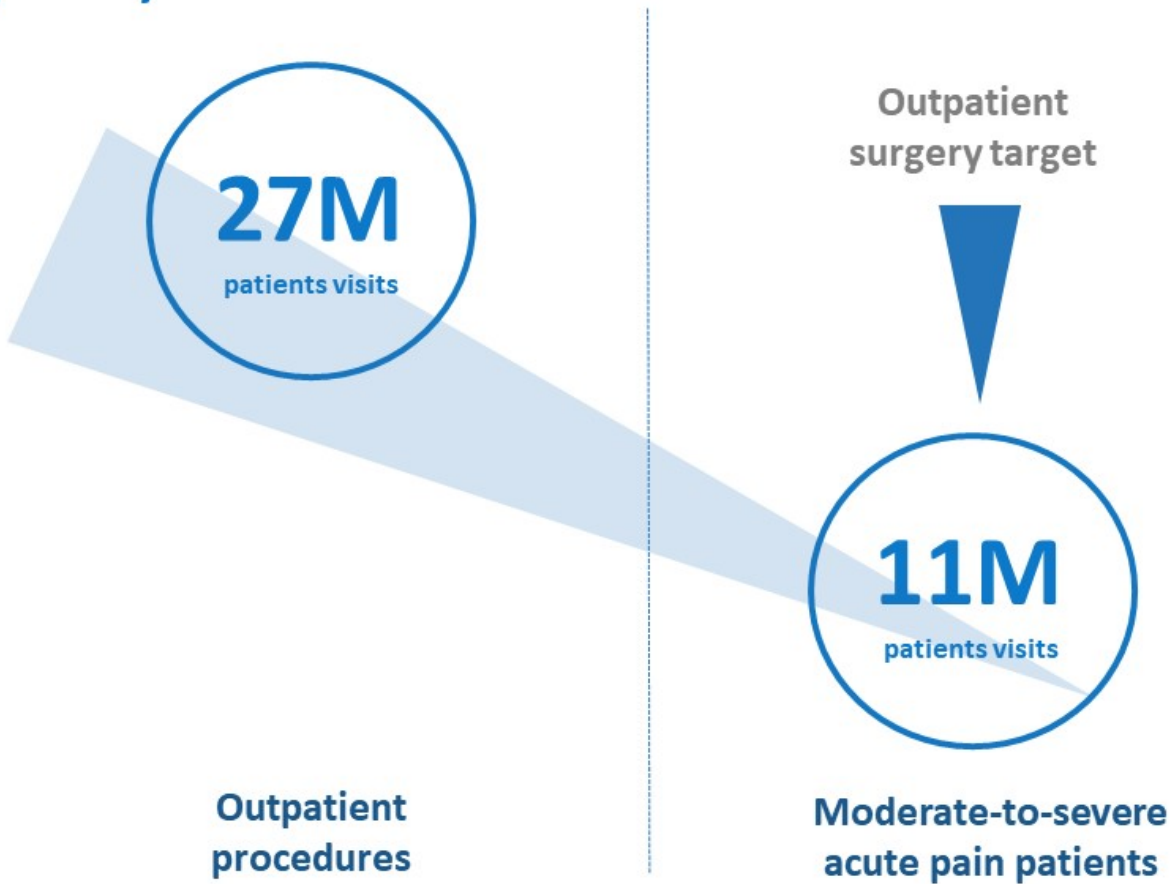 27M
patients visits
Outpatient
procedures
Outpatient
surgery target
11M
patients visits
Moderate-to-severe
acute pain patients